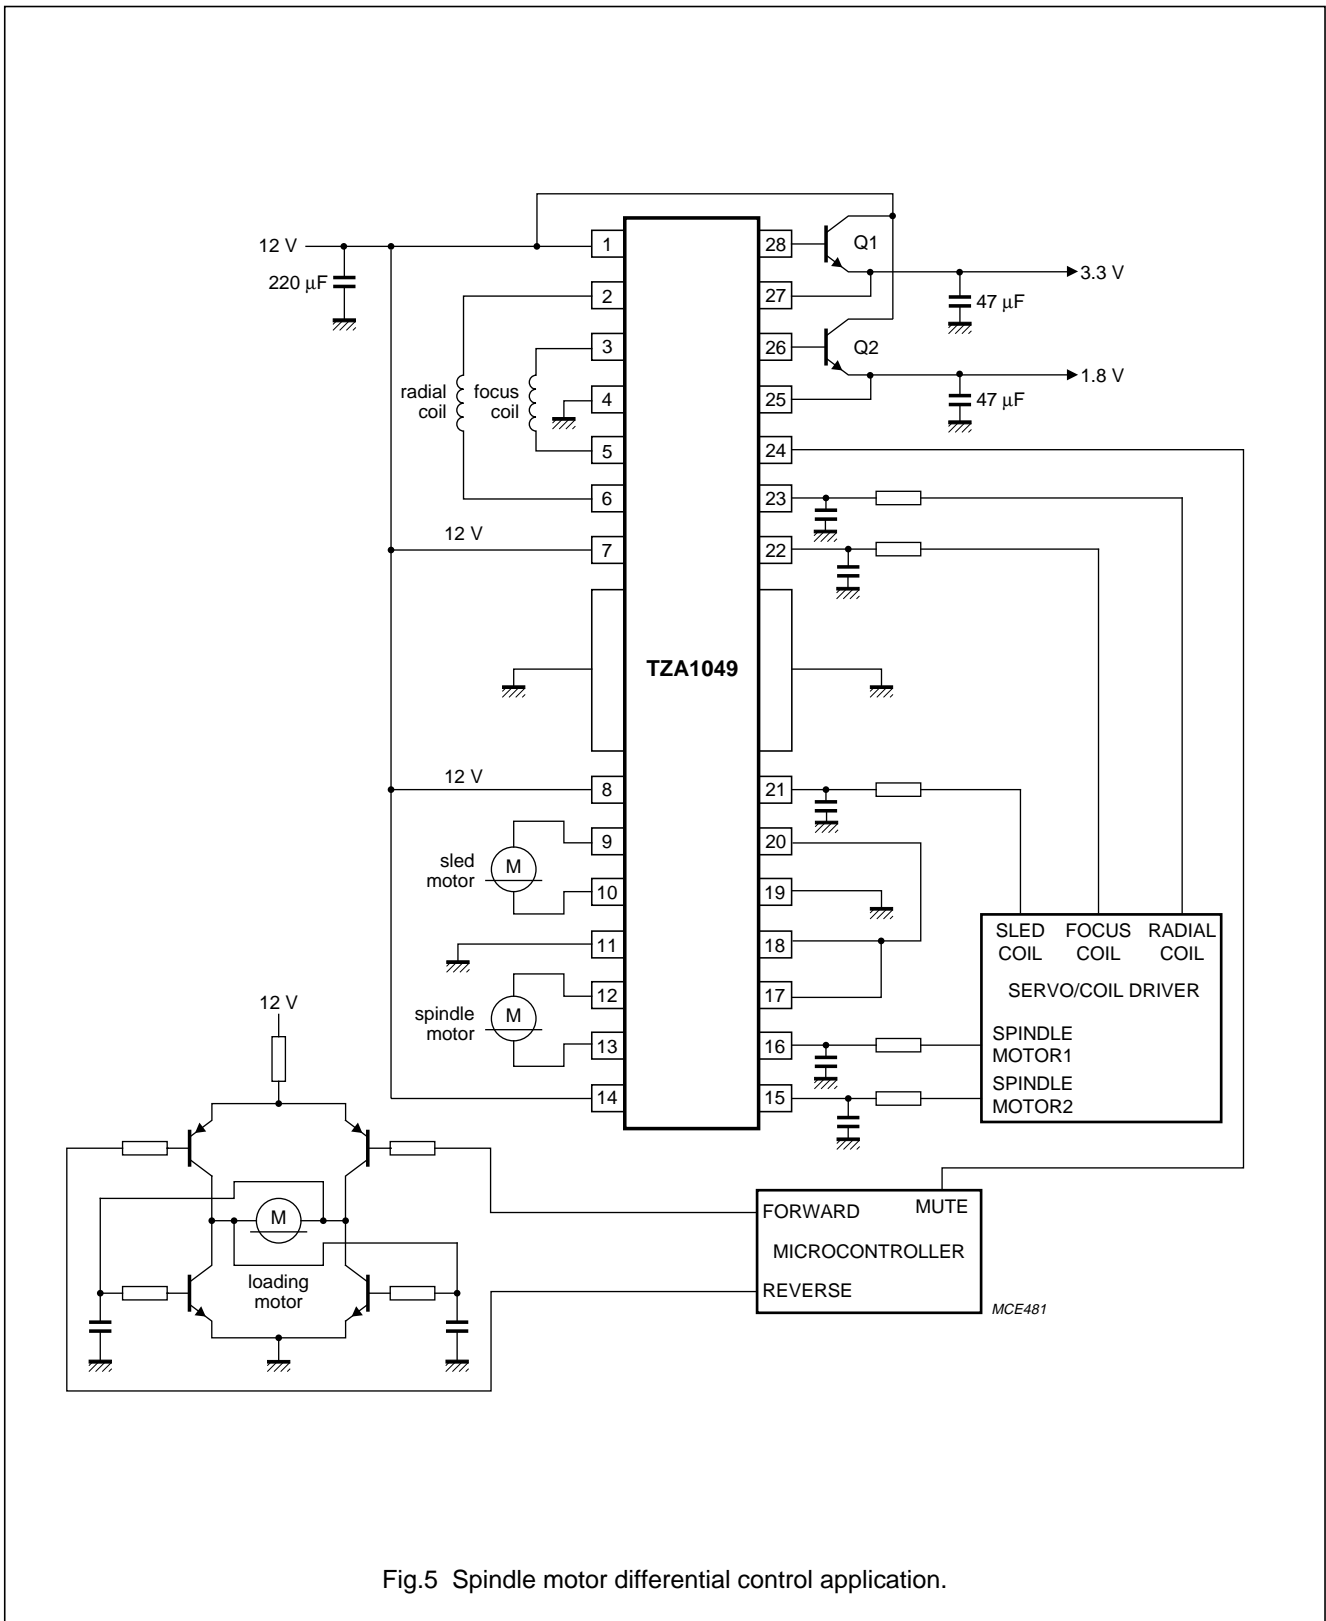 12 V
220 µF
radial
coil
focus
coil
12 V
12 V
sled
motor
spindle
motor
12 V
M
M
M
loading
motor
1
2
3
4
5
6
7
8
9
10
11
12
13
14
TZA1049
28
27
26
25
24
23
22
21
20
19
18
17
16
15
Q1
3.3 V
47 µF
Q2
1.8 V
47 µF
SLED
COIL
FOCUS
COIL
RADIAL
COIL
SERVO/COIL DRIVER
SPINDLE
MOTOR1
SPINDLE
MOTOR2
FORWARD
MUTE
MICROCONTROLLER
REVERSE
MCE481
Fig.5 Spindle motor differential control application.